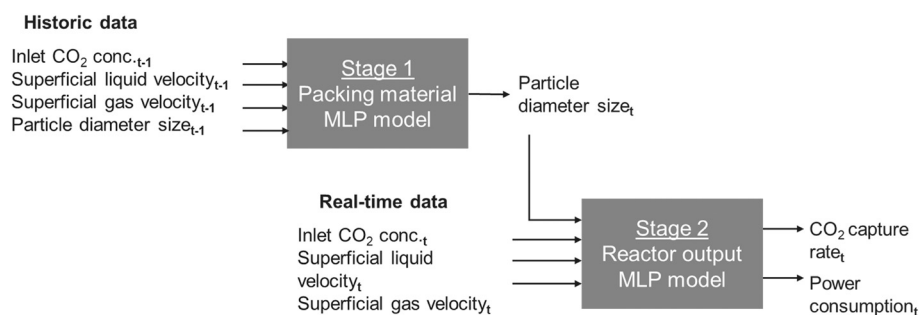 Historic data
Inlet CO₂ conc.ₜ₋₁
Superficial liquid velocityₜ₋₁
Superficial gas velocityₜ₋₁
Particle diameter sizeₜ₋₁
Stage 1
Packing material
MLP model
Particle
diameter sizeₜ
Real-time data
Inlet CO₂ conc.ₜ
Superficial liquid
velocityₜ
Superficial gas velocityₜ
Stage 2
Reactor output
MLP model
CO₂ capture
rateₜ
Power
consumptionₜ